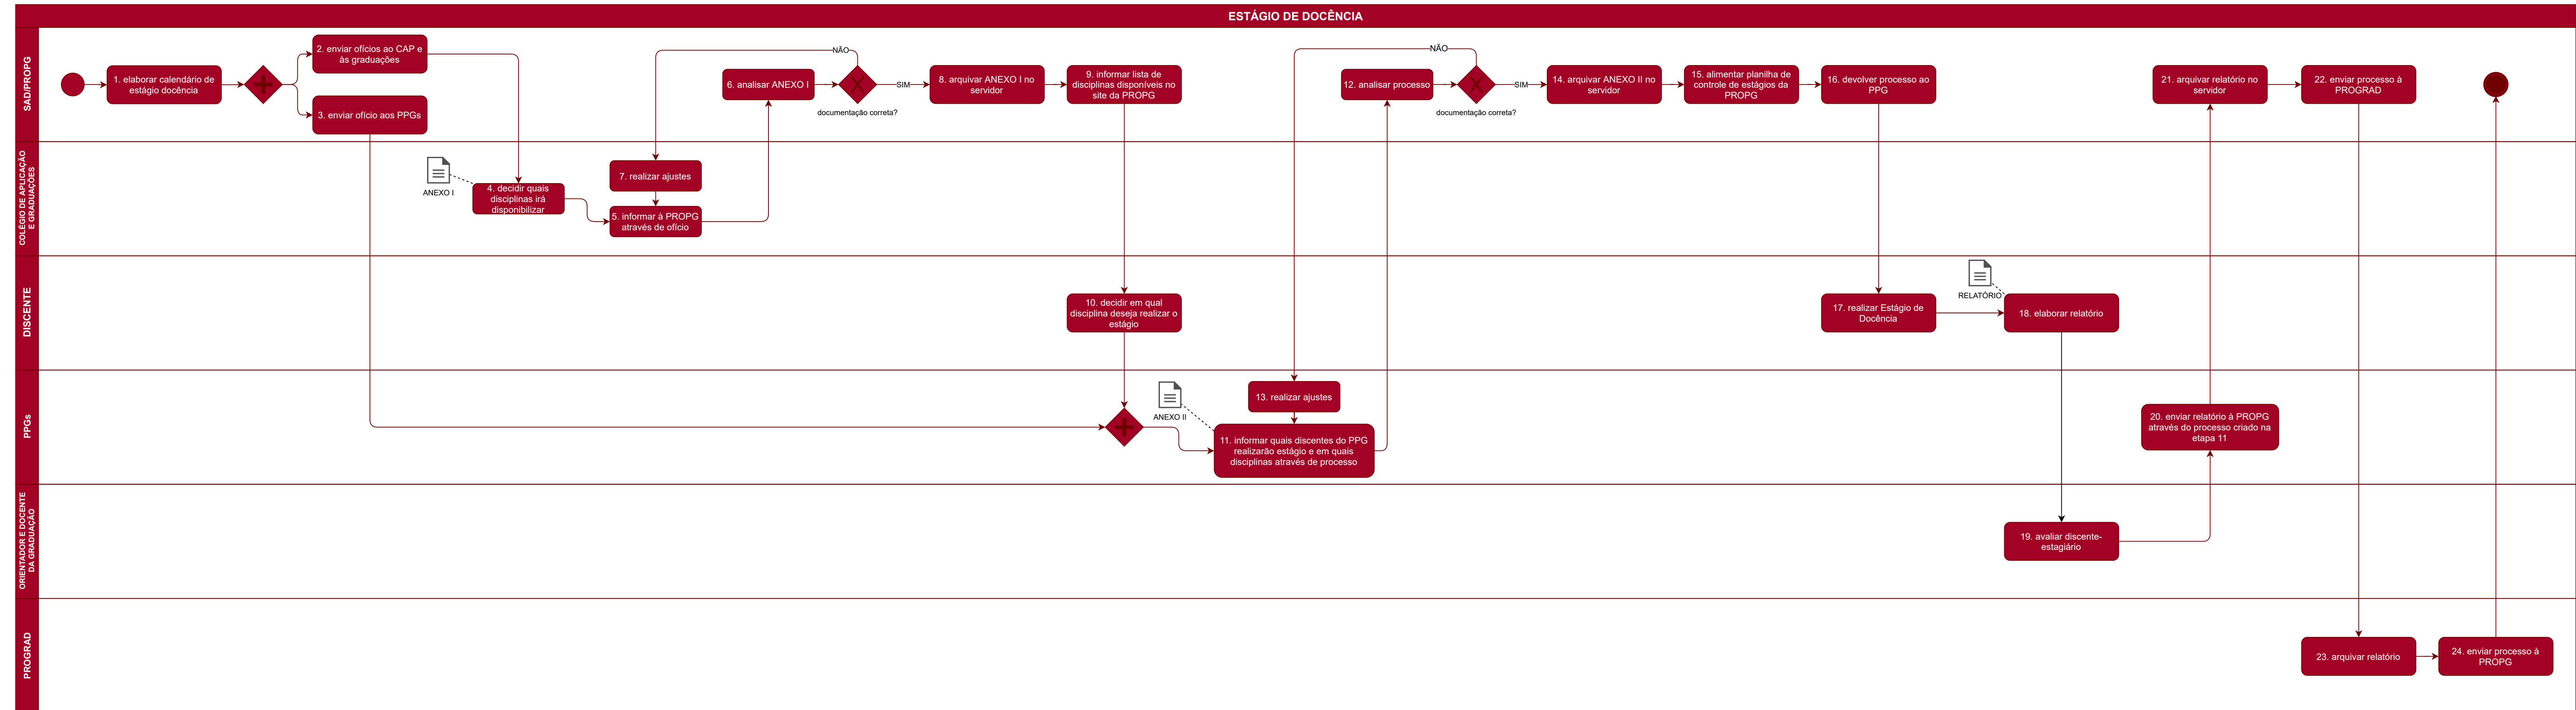 ESTÁGIO DE DOCÊNCIA
SAD/PROPG
1. elaborar calendário de
estágio docência
2. enviar ofícios ao CAP e
às graduações
3. enviar ofício aos PPGs
NÃO
6. analisar ANEXO I
documentação correta?
SIM
8. arquivar ANEXO I no
servidor
9. informar lista de
disciplinas disponíveis no
site da PROPG
NÃO
12. analisar processo
documentação correta?
SIM
14. arquivar ANEXO II no
servidor
15. alimentar planilha de
controle de estágios da
PROPG
16. devolver processo ao
PPG
21. arquivar relatório no
servidor
22. enviar processo à
PROGRAD
COLÉGIO DE APLICAÇÃO
E GRADUAÇÕES
ANEXO I
4. decidir quais
disciplinas irá
disponibilizar
7. realizar ajustes
5. informar à PROPG
através de ofício
DISCENTE
10. decidir em qual
disciplina deseja realizar o
estágio
17. realizar Estágio de
Docência
RELATÓRIO
18. elaborar relatório
PPGs
ANEXO II
13. realizar ajustes
11. informar quais discentes do PPG
realizarão estágio e em quais
disciplinas através de processo
20. enviar relatório à PROPG
através do processo criado na
etapa 11
ORIENTADOR E DOCENTE
DA GRADUAÇÃO
19. avaliar discente-
estagiário
PROGRAD
23. arquivar relatório
24. enviar processo à
PROPG